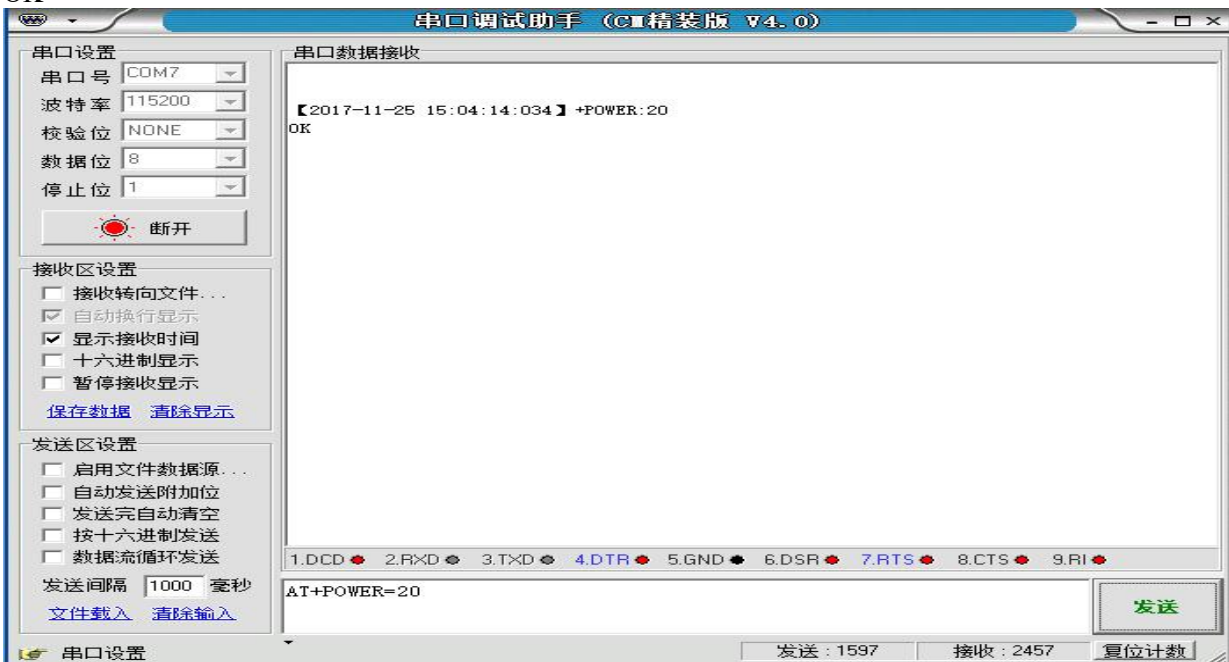 OK
串口调试助手 (CM精装版 V4.0)
串口设置
串口号 COM7
波特率 115200
校验位 NONE
数据位 8
停止位 1
断开
接收区设置
接收转向文件...
自动换行显示
显示接收时间
十六进制显示
暂停接收显示
保存数据 清除显示
发送区设置
启用文件数据源...
自动发送附加位
发送完自动清空
按十六进制发送
数据流循环发送
发送间隔 1000 毫秒
文件载入 清除输入
串口数据接收
【2017-11-25 15:04:14:034】+POWER:20
OK
1.DCD 2.RXD 3.TXD 4.DTR 5.GND 6.DSR 7.RTS 8.CTS 9.RI
AT+POWER=20
发送
串口设置
发送:1597 接收:2457 复位计数